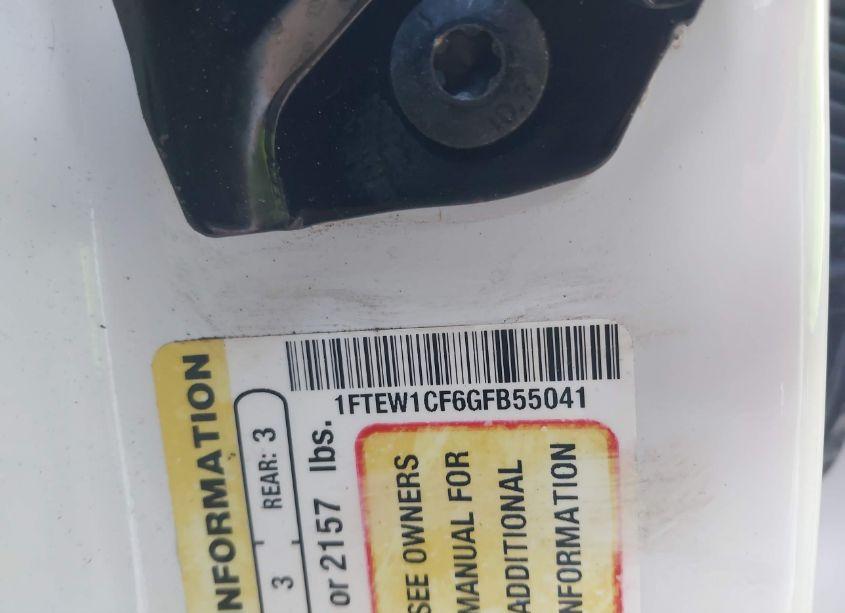 1FTEW1CF6GFB55041
NFORMATION
3 REAR: 3
or 2157 lbs.
SEE OWNERS
MANUAL FOR
ADDITIONAL
NFORMATION